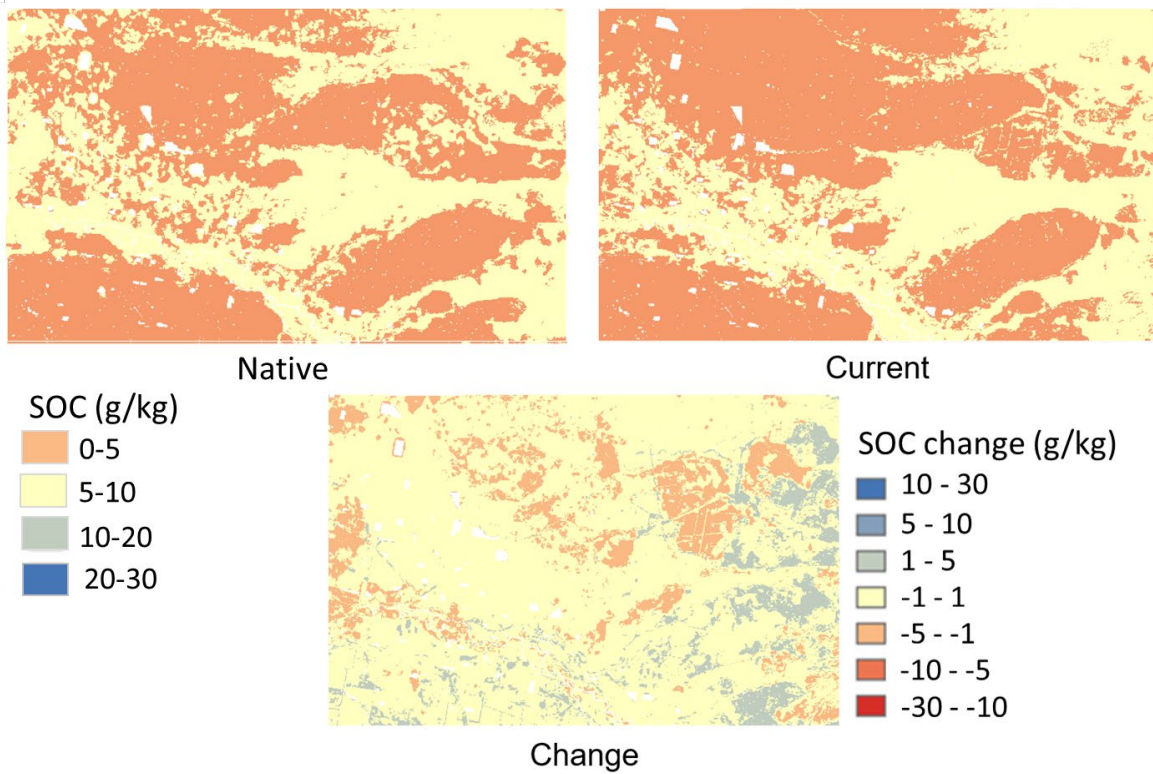 Native
Current
SOC (g/kg)
0-5
5-10
10-20
20-30
SOC change (g/kg)
10 - 30
5 - 10
1 - 5
-1 - 1
-5 - -1
-10 - -5
-30 - -10
Change